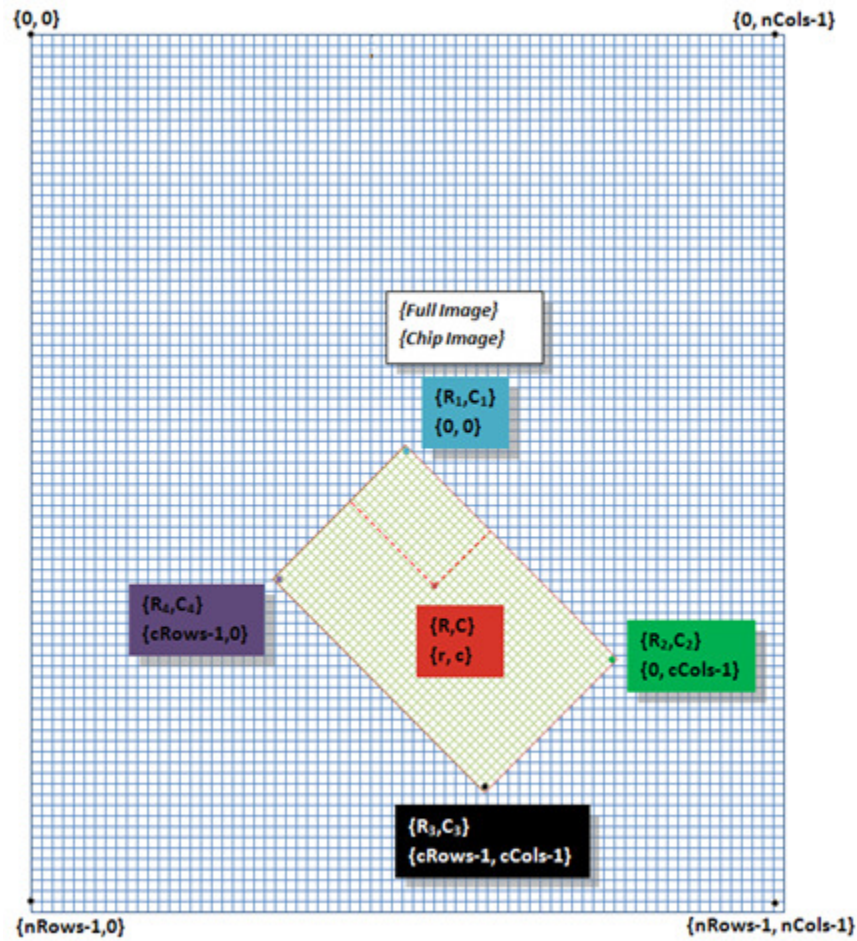 {0, 0}
{0, nCols-1}
{Full Image}
{Chip Image}
{R₁,C₁}
{0, 0}
{R₄,C₄}
{cRows-1,0}
{R,C}
{r, c}
{R₂,C₂}
{0, cCols-1}
{R₃,C₃}
{cRows-1, cCols-1}
{nRows-1,0}
{nRows-1, nCols-1}